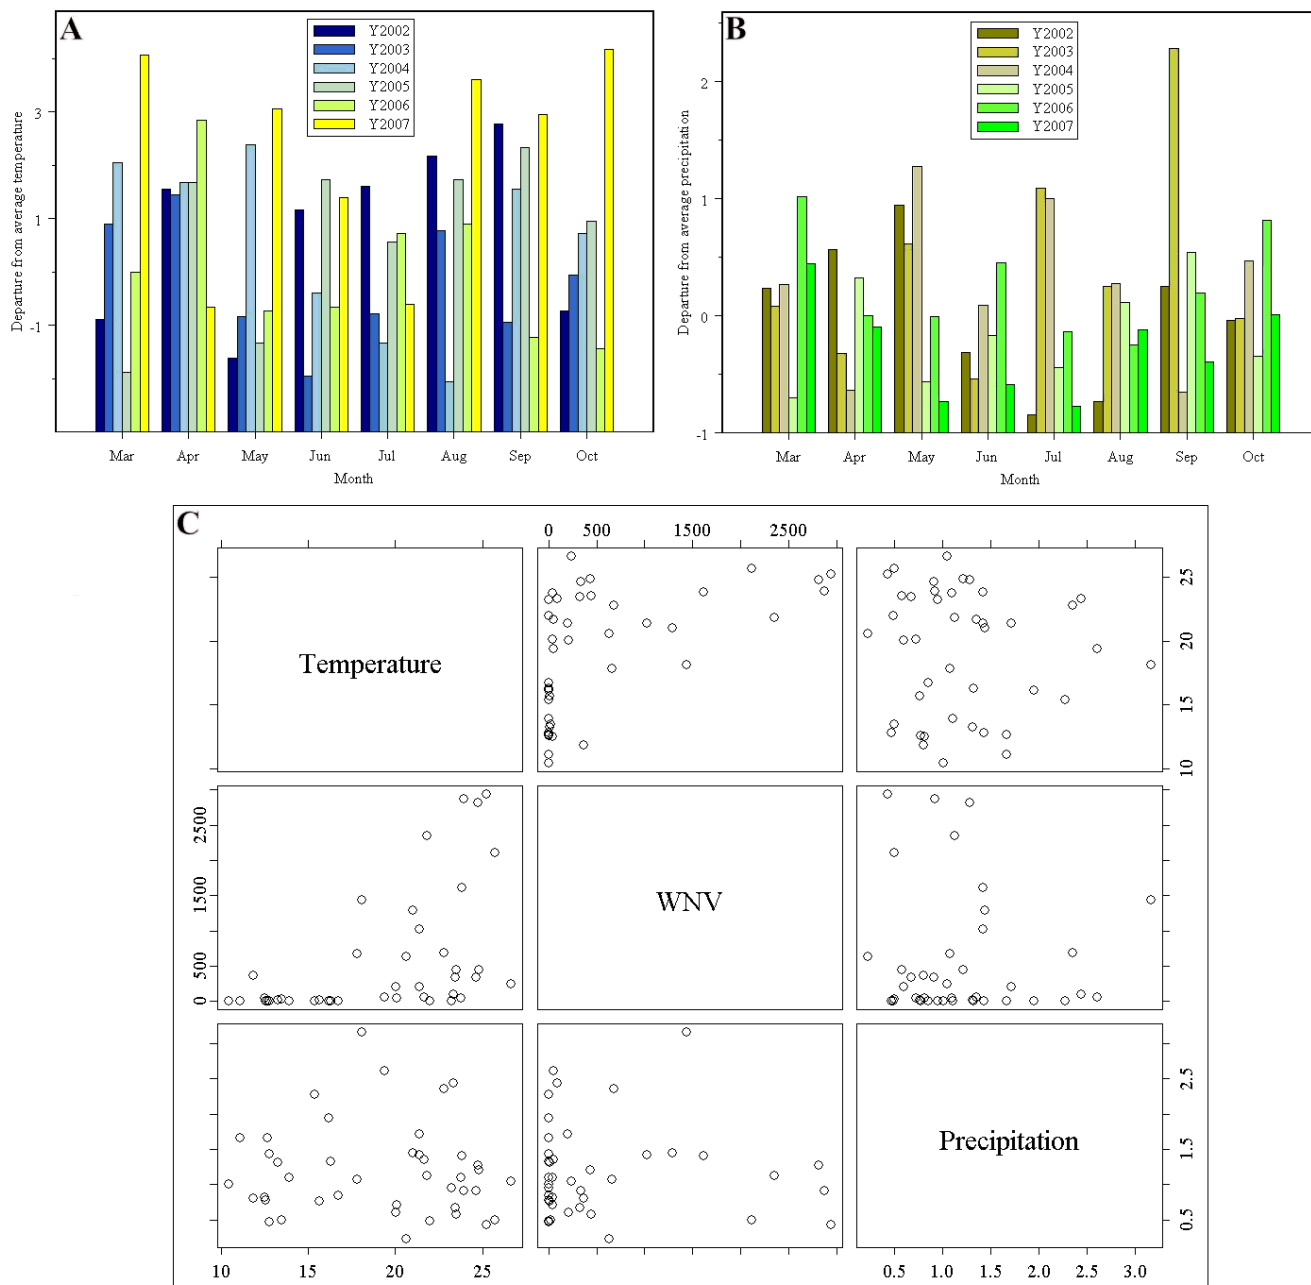 A
Y2002
Y2003
Y2004
Y2005
Y2006
Y2007
Departure from average temperature
3
1
-1
Mar Apr May Jun Jul Aug Sep Oct
Month
B
Y2002
Y2003
Y2004
Y2005
Y2006
Y2007
Departure from average precipitation
2
1
0
-1
Mar Apr May Jun Jul Aug Sep Oct
Month
C
0 500 1500 2500
Temperature
25
20
15
10
2500
1500
500
0
WNV
Precipitation
2.5
1.5
0.5
10 15 20 25
0.5 1.0 1.5 2.0 2.5 3.0